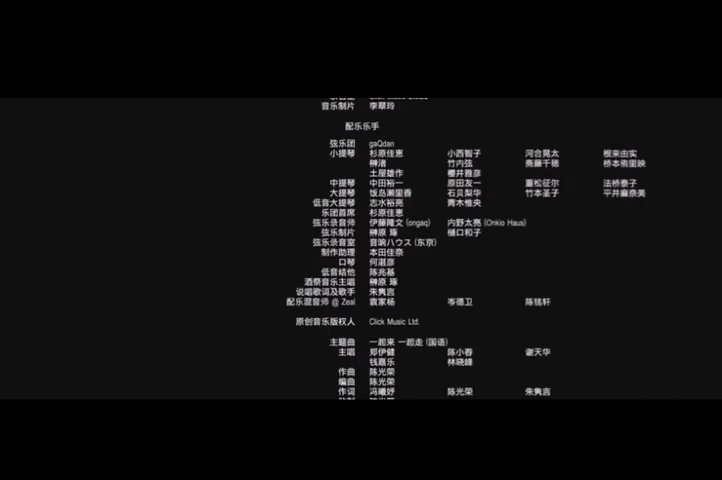 音乐制片 李翠玲
配乐乐手
弦乐团 gaQdan
小提琴 杉原佳惠 小西智子 河合晃太 根来由实
榊渚 竹内弦 斋藤千穂 桥本侑里映
土屋雄作 樱井雅彦
中提琴 中田裕一 原田友一 重松征尔 法桥泰子
大提琴 饭岛濑里香 石贝梨华 竹本圣子 平井麻奈美
低音大提琴 志水裕亮 青木惟央
乐团首席 杉原佳惠
弦乐录音师 伊藤隆文 (ongaq) 内野太亮 (Onkio Haus)
弦乐制片 榊原 琢 樋口和子
弦乐录音室 音响ハウス (东京)
制作助理 本田佳奈
口琴 何湛彦
低音结他 陈兆基
酒祭音乐主唱 榊原 琢
说唱歌词及歌手 朱隽言
配乐混音师 @ Zeal 袁家杨 岑德卫 陈铭轩
原创音乐版权人 Click Music Ltd.
主题曲 一起来 一起走 (国语)
主唱 郑伊健 陈小春 谢天华
钱嘉乐 林晓峰
作曲 陈光荣
编曲 陈光荣
作词 冯曦妤 陈光荣 朱隽言